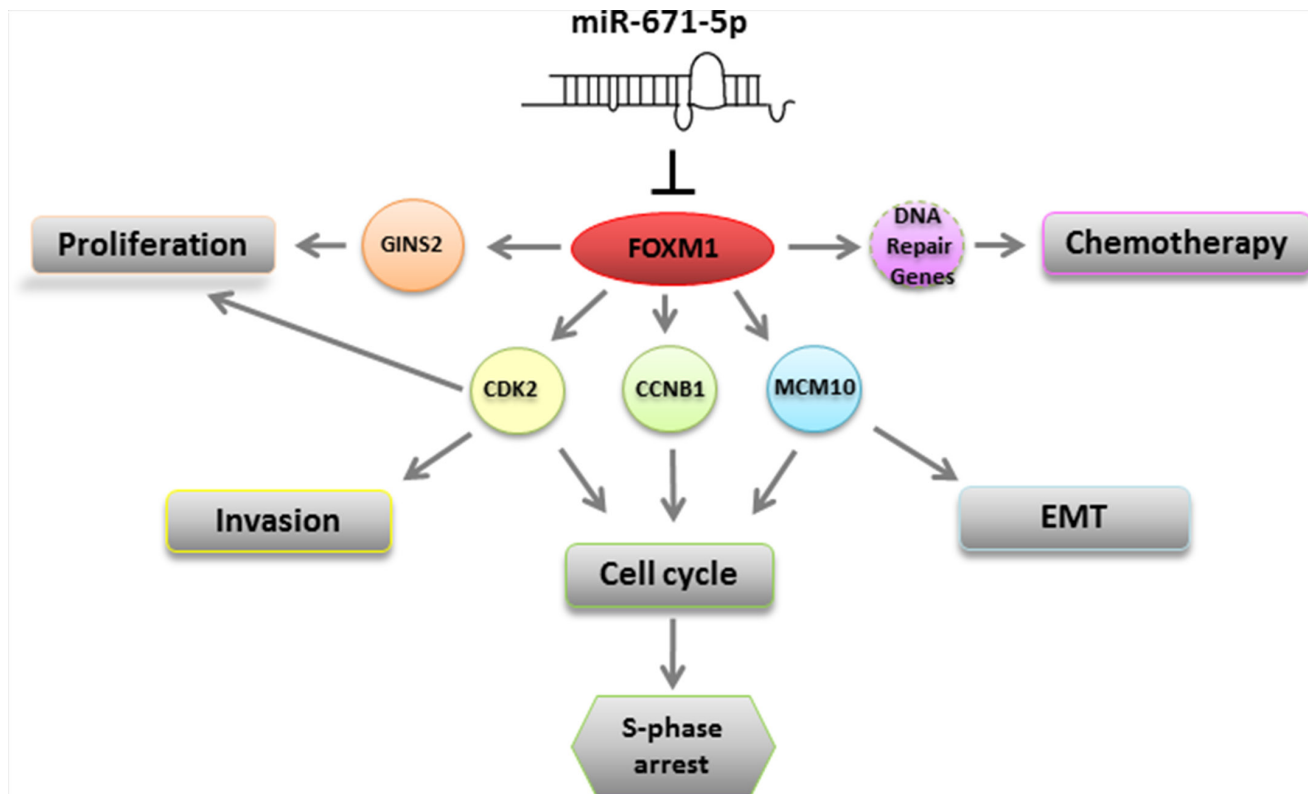 miR-671-5p
Proliferation
GINS2
FOXM1
DNA
Repair
Genes
Chemotherapy
CDK2
CCNB1
MCM10
Invasion
EMT
Cell cycle
S-phase
arrest